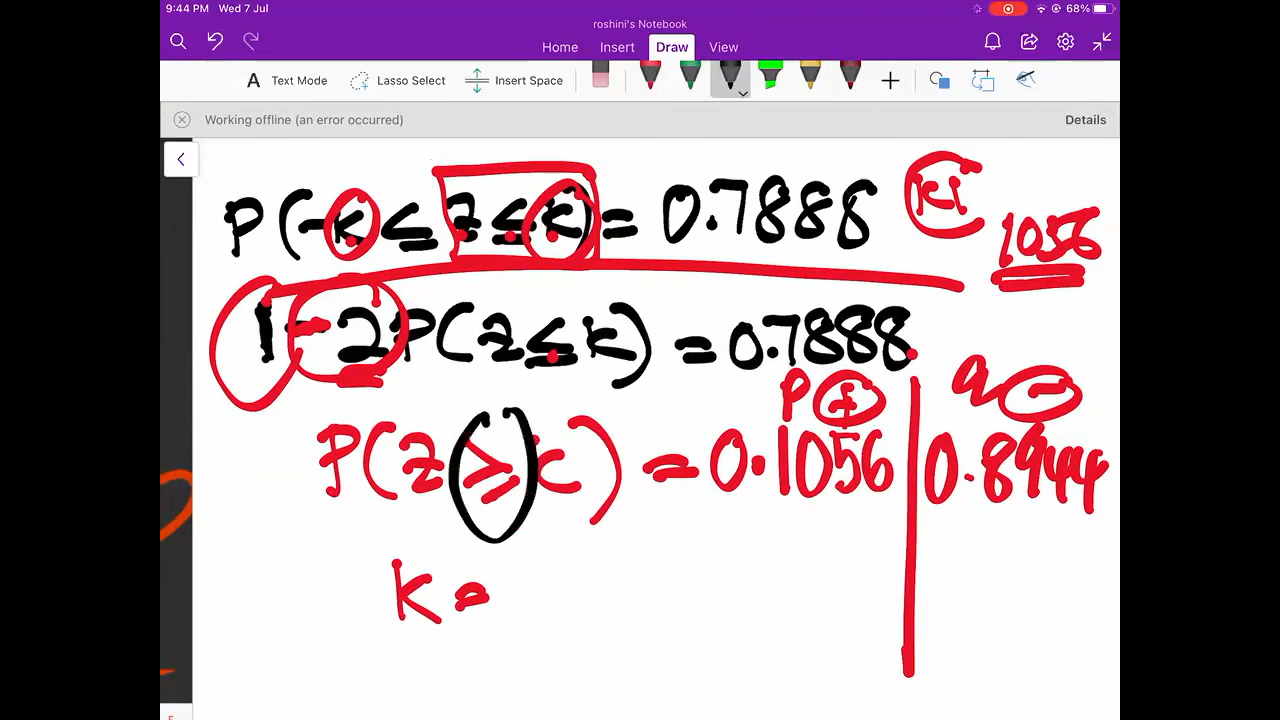 9:44 PM Wed 7 Jul
68%
roshini's Notebook
Home Insert Draw View
Text Mode Lasso Select Insert Space
Working offline (an error occurred) Details
P(-k ≤ z ≤ k) = 0.7888
1056
1 - 2P(z ≤ k) = 0.7888
P + q -
P(z ≥ k) = 0.1056 0.8944
k =
5